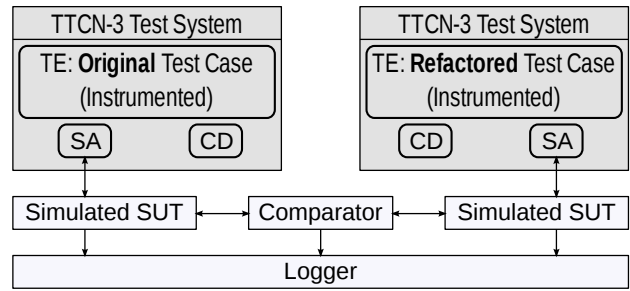 TTCN-3 Test System
TE: Original Test Case
(Instrumented)
SA
CD
TTCN-3 Test System
TE: Refactored Test Case
(Instrumented)
CD
SA
Simulated SUT
Comparator
Simulated SUT
Logger